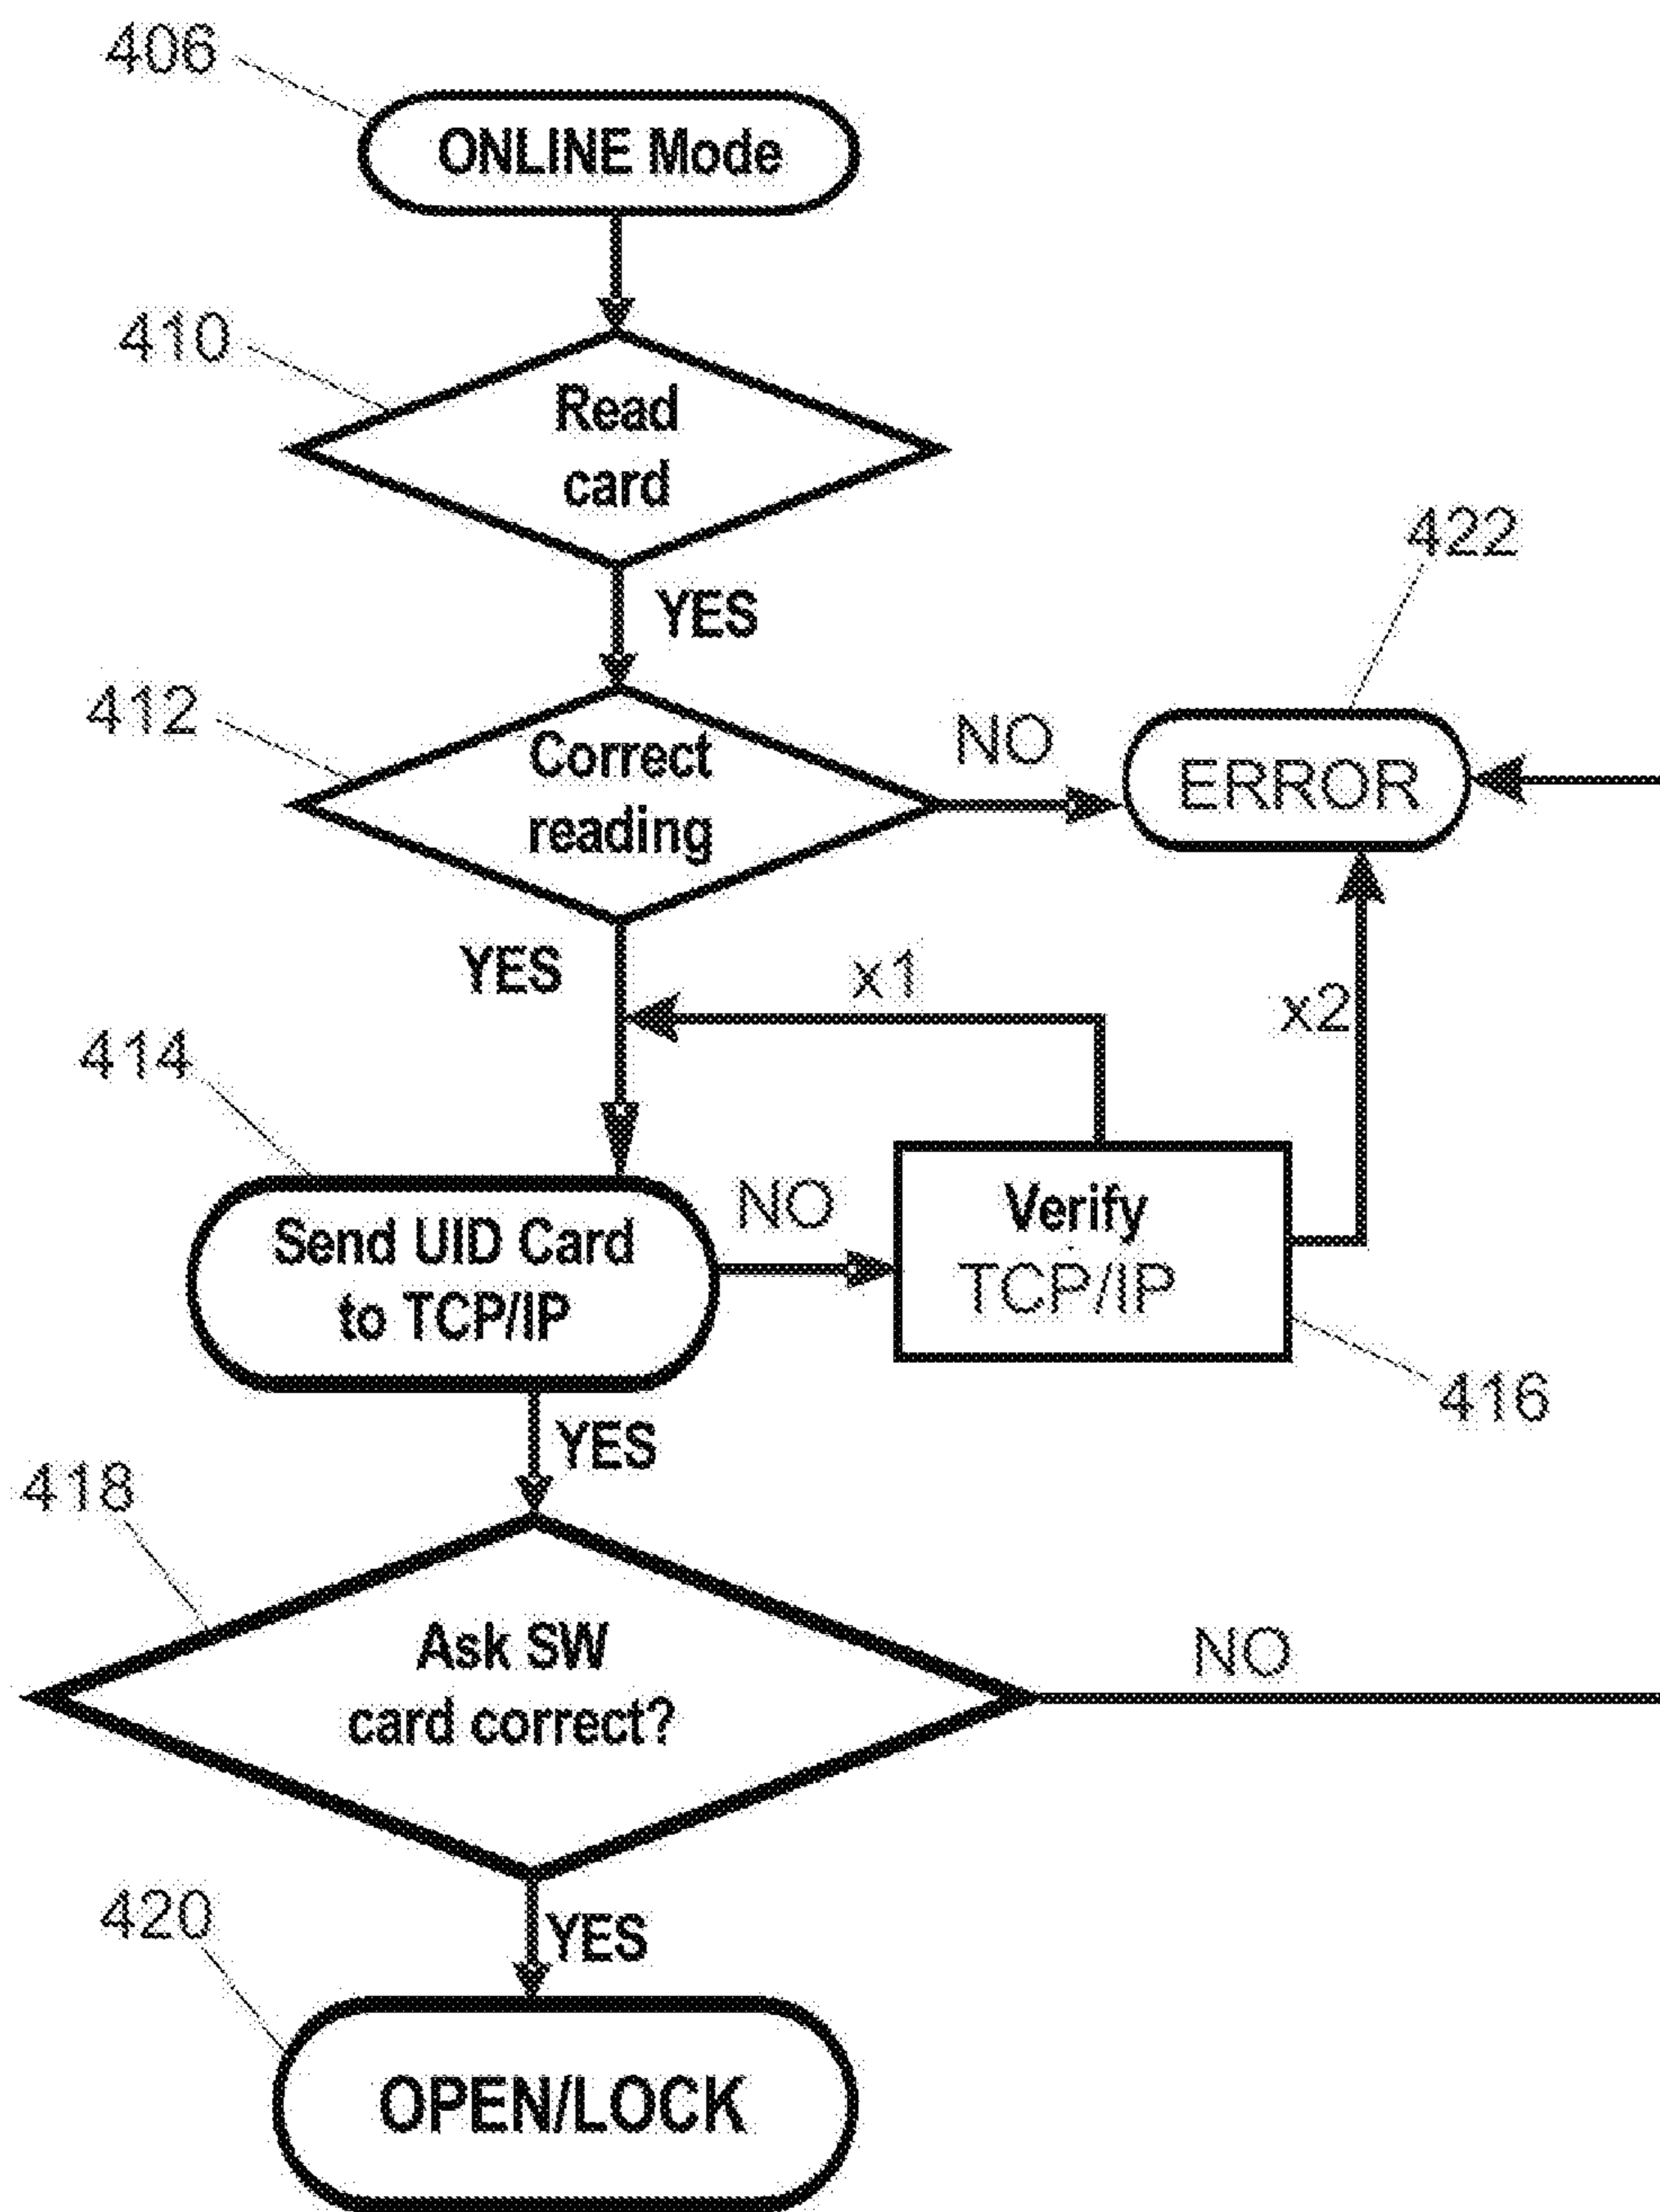 406
ONLINE Mode
410
Read
card
YES
422
412
Correct
reading
NO
ERROR
YES
x1
x2
414
Send UID Card
to TCP/IP
NO
Verify
TCP/IP
416
YES
418
Ask SW
card correct?
NO
420
YES
OPEN/LOCK